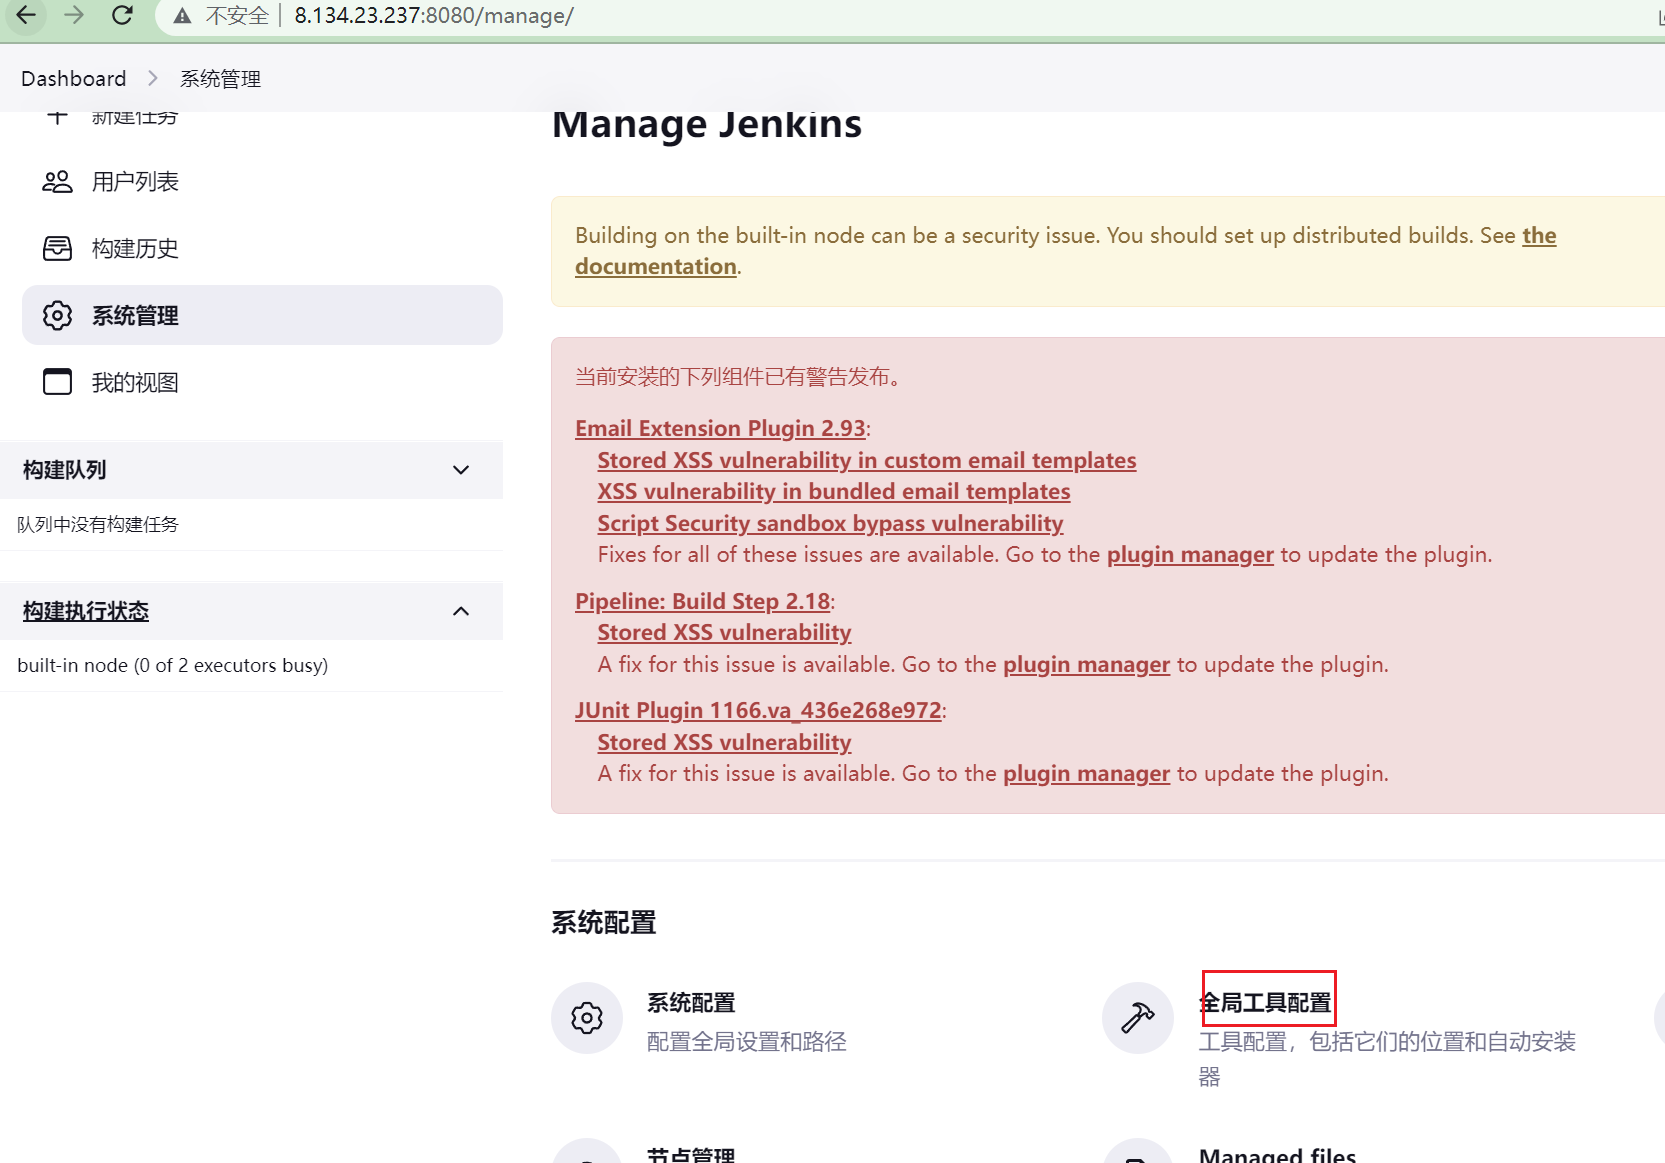 不安全 8.134.23.237:8080/manage/
Dashboard 系统管理
新建任务
用户列表
构建历史
系统管理
我的视图
构建队列
队列中没有构建任务
构建执行状态
built-in node (0 of 2 executors busy)
Manage Jenkins
Building on the built-in node can be a security issue. You should set up distributed builds. See the
documentation.
当前安装的下列组件已有警告发布。
Email Extension Plugin 2.93:
Stored XSS vulnerability in custom email templates
XSS vulnerability in bundled email templates
Script Security sandbox bypass vulnerability
Fixes for all of these issues are available. Go to the plugin manager to update the plugin.
Pipeline: Build Step 2.18:
Stored XSS vulnerability
A fix for this issue is available. Go to the plugin manager to update the plugin.
JUnit Plugin 1166.va_436e268e972:
Stored XSS vulnerability
A fix for this issue is available. Go to the plugin manager to update the plugin.
系统配置
系统配置
配置全局设置和路径
全局工具配置
工具配置，包括它们的位置和自动安装
器
节点管理
Managed files